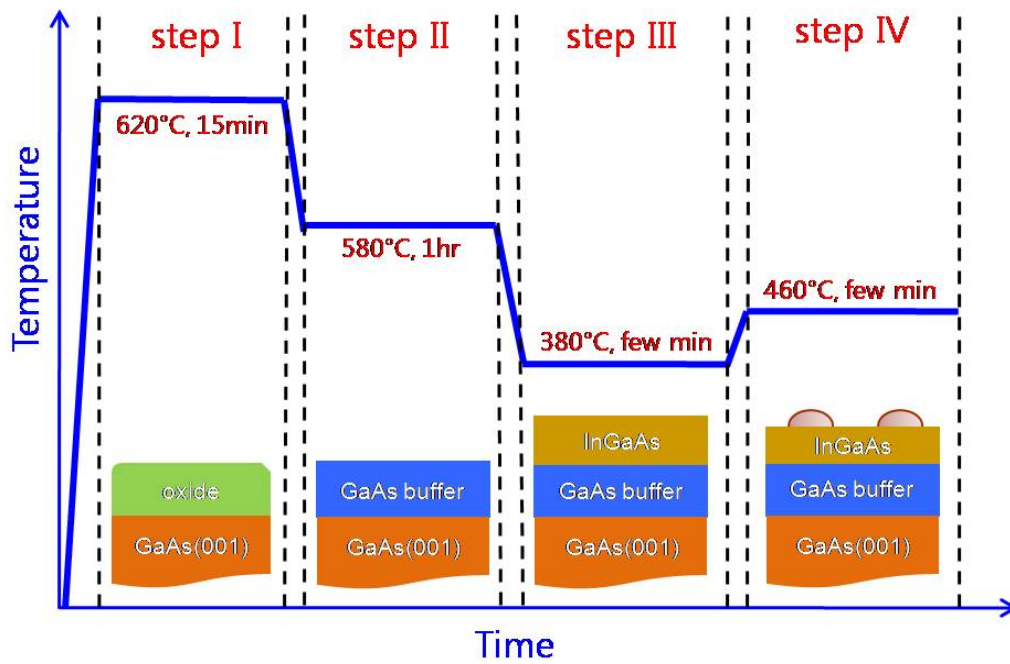 step I
step II
step III
step IV
620°C, 15min
580°C, 1hr
380°C, few min
460°C, few min
Temperature
oxide
GaAs(001)
GaAs buffer
GaAs(001)
InGaAs
GaAs buffer
GaAs(001)
InGaAs
GaAs buffer
GaAs(001)
Time